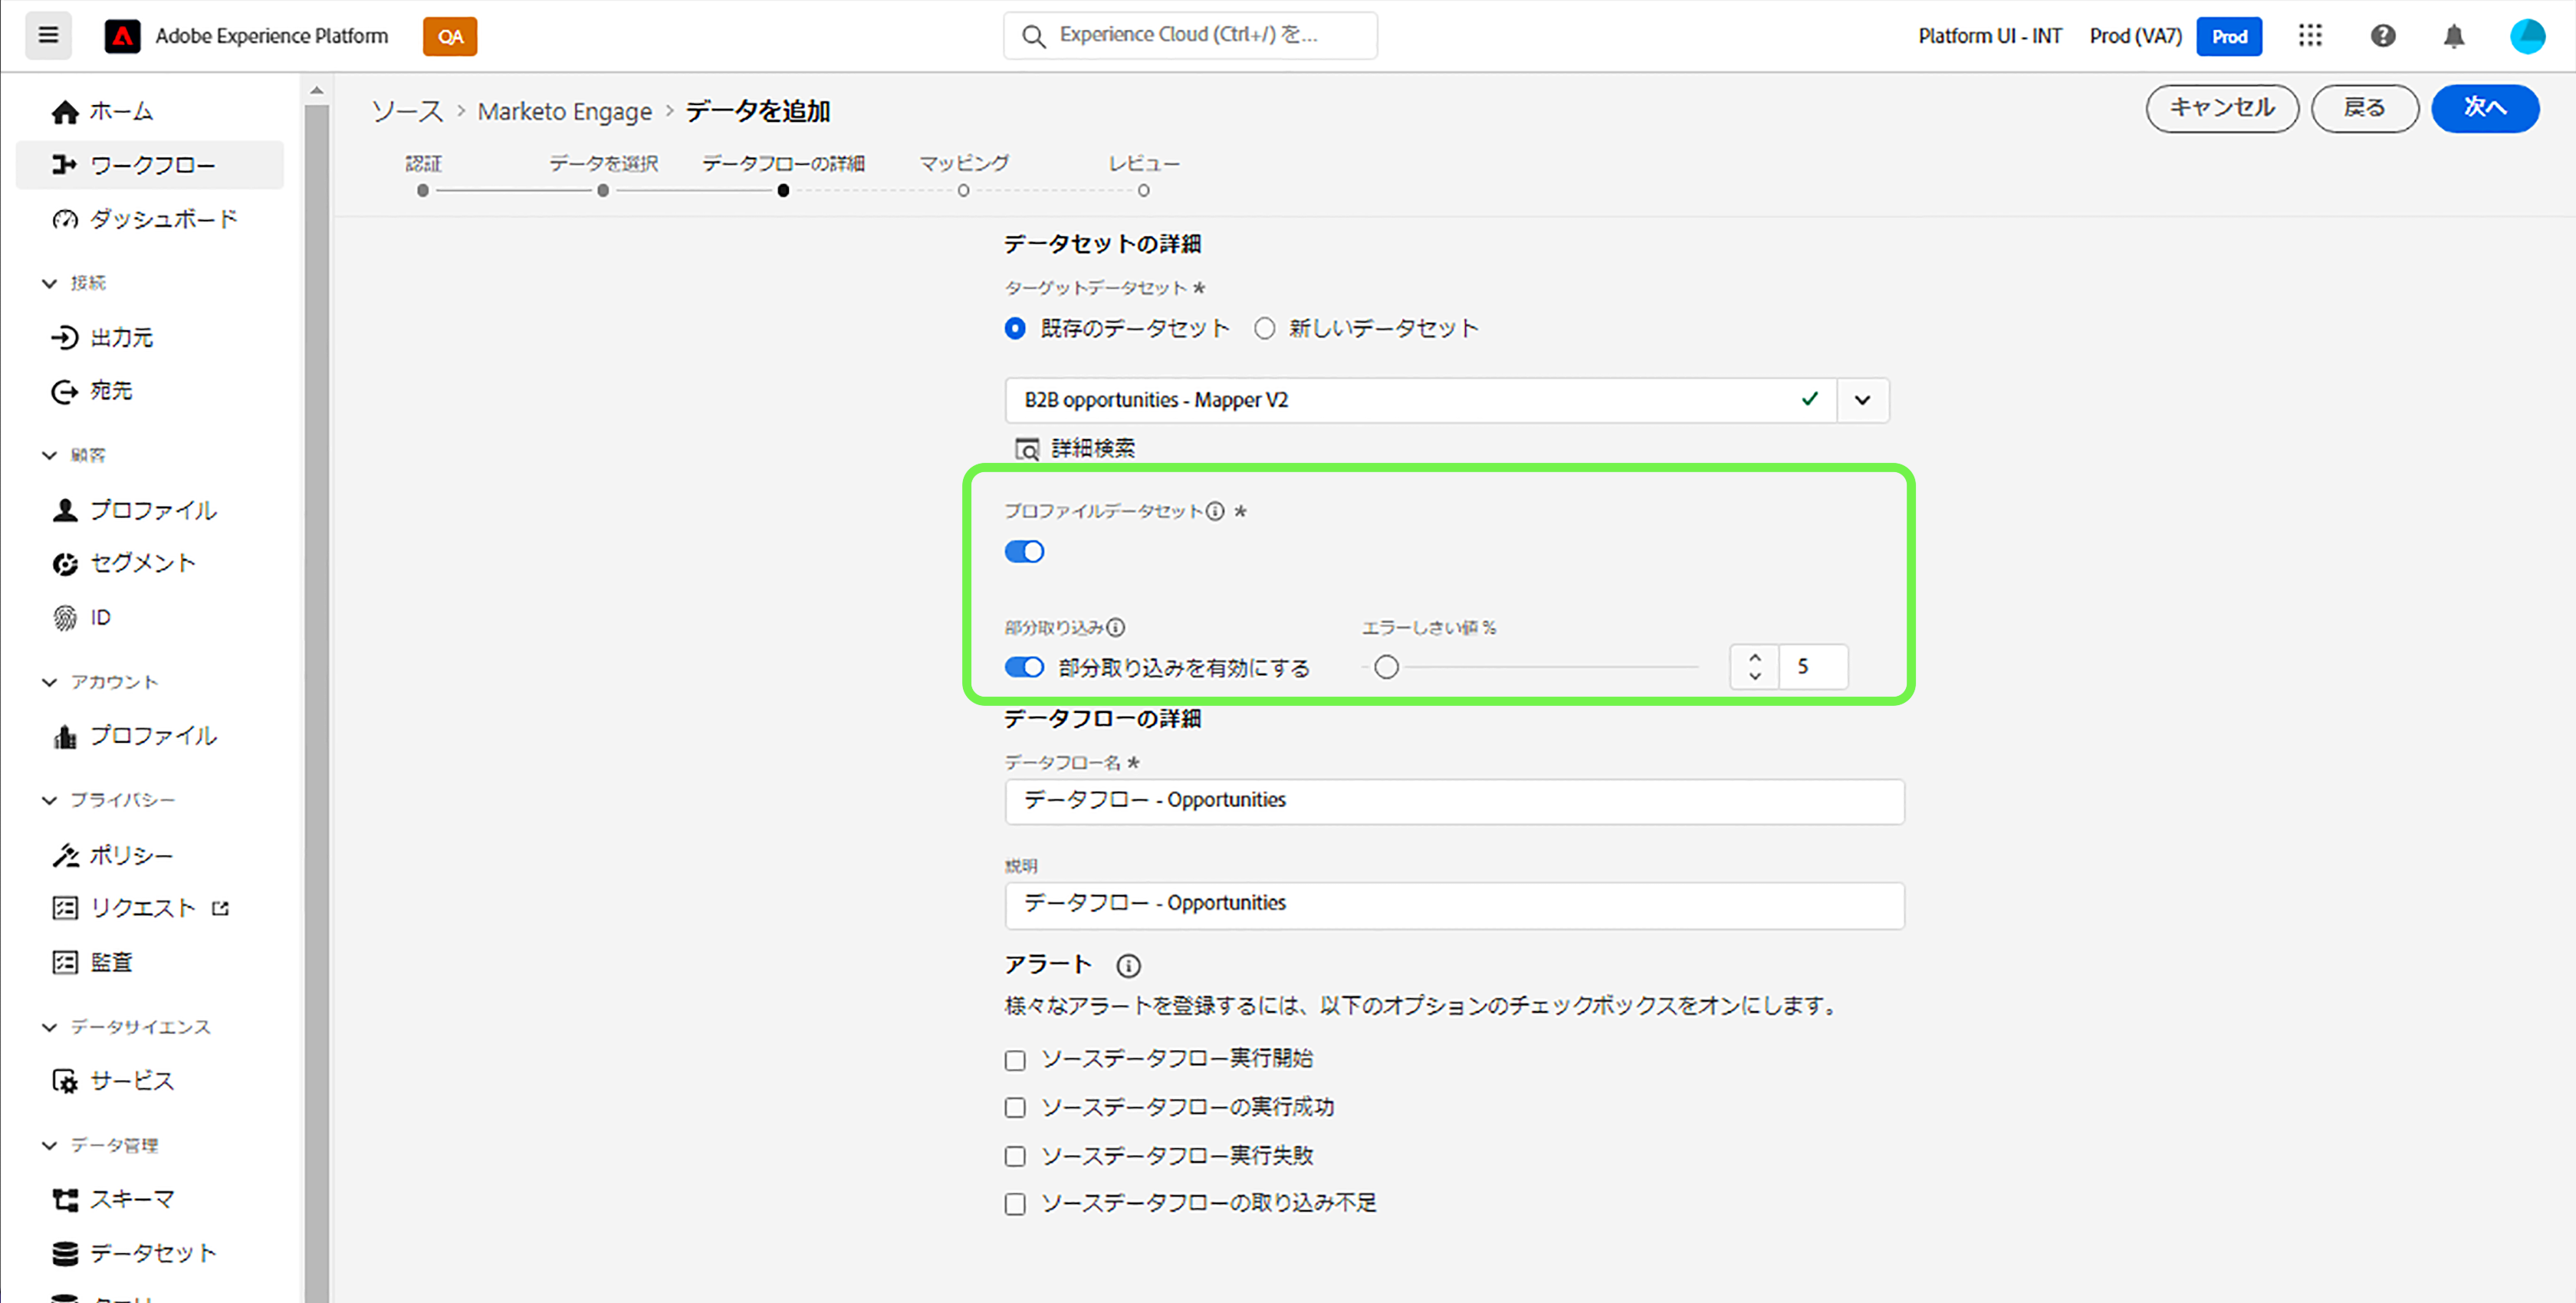 Adobe Experience Platform
QA
Experience Cloud (Ctrl+/) を...
Platform UI - INT
Prod (VA7)
Prod
ホーム
ワークフロー
ダッシュボード
接続
出力元
宛先
顧客
プロファイル
セグメント
ID
アカウント
プロファイル
プライバシー
ポリシー
リクエスト
監査
データサイエンス
サービス
データ管理
スキーマ
データセット
ソース > Marketo Engage > データを追加
キャンセル
戻る
次へ
認証
データを選択
データフローの詳細
マッピング
レビュー
データセットの詳細
ターゲットデータセット *
既存のデータセット 新しいデータセット
B2B opportunities - Mapper V2
詳細検索
プロファイルデータセット *
部分取り込み エラーしきい値 %
部分取り込みを有効にする 5
データフローの詳細
データフロー名 *
データフロー - Opportunities
説明
データフロー - Opportunities
アラート
様々なアラートを登録するには、以下のオプションのチェックボックスをオンにします。
ソースデータフロー実行開始
ソースデータフローの実行成功
ソースデータフロー実行失敗
ソースデータフローの取り込み不足